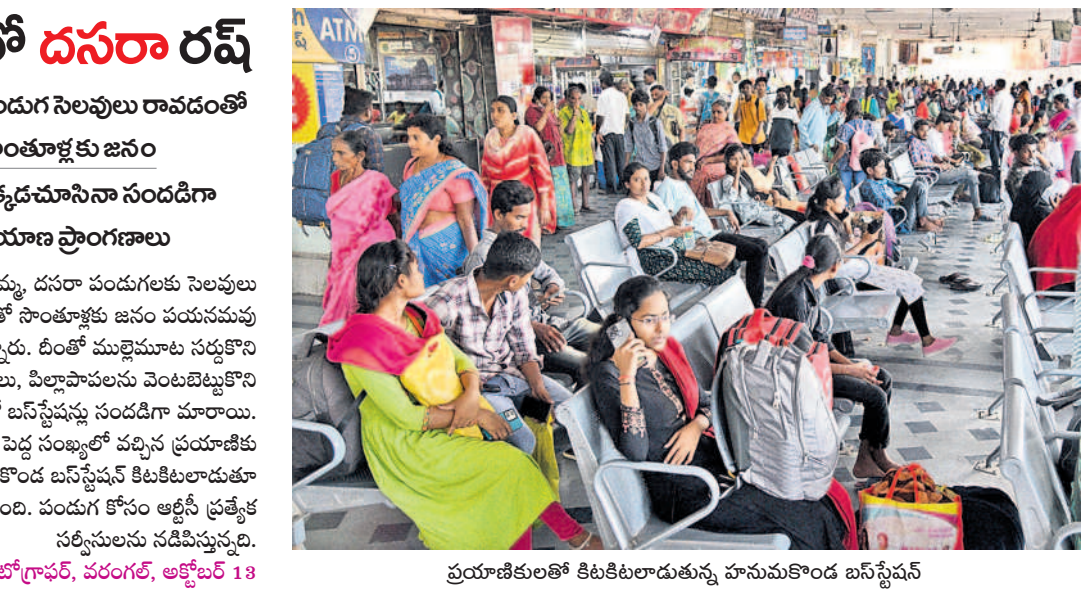 దసరా రష్
పండుగ సెలవులు రావడంతో
సొంతూళ్లకు జనం
ఎక్కడచూసినా సందడిగా
ప్రయాణ ప్రాంగణాలు
దసరా పండుగలకు సెలవులు
సొంతూళ్లకు జనం పయనమవు
దీంతో ముల్లెమూట సర్దుకొని
పిల్లాపాపలను వెంటబెట్టుకొని
బస్‌స్టేషన్లు సందడిగా మారాయి.
పెద్ద సంఖ్యలో వచ్చిన ప్రయాణికు
కొండ బస్‌స్టేషన్ కిటకిటలాడుతూ
పండుగ కోసం ఆర్టీసీ ప్రత్యేక
సర్వీసులను నడిపిస్తున్నది.
వరంగల్, అక్టోబర్ 13
ATM
ప్రయాణికులతో కిటకిటలాడుతున్న హనుమకొండ బస్‌స్టేషన్